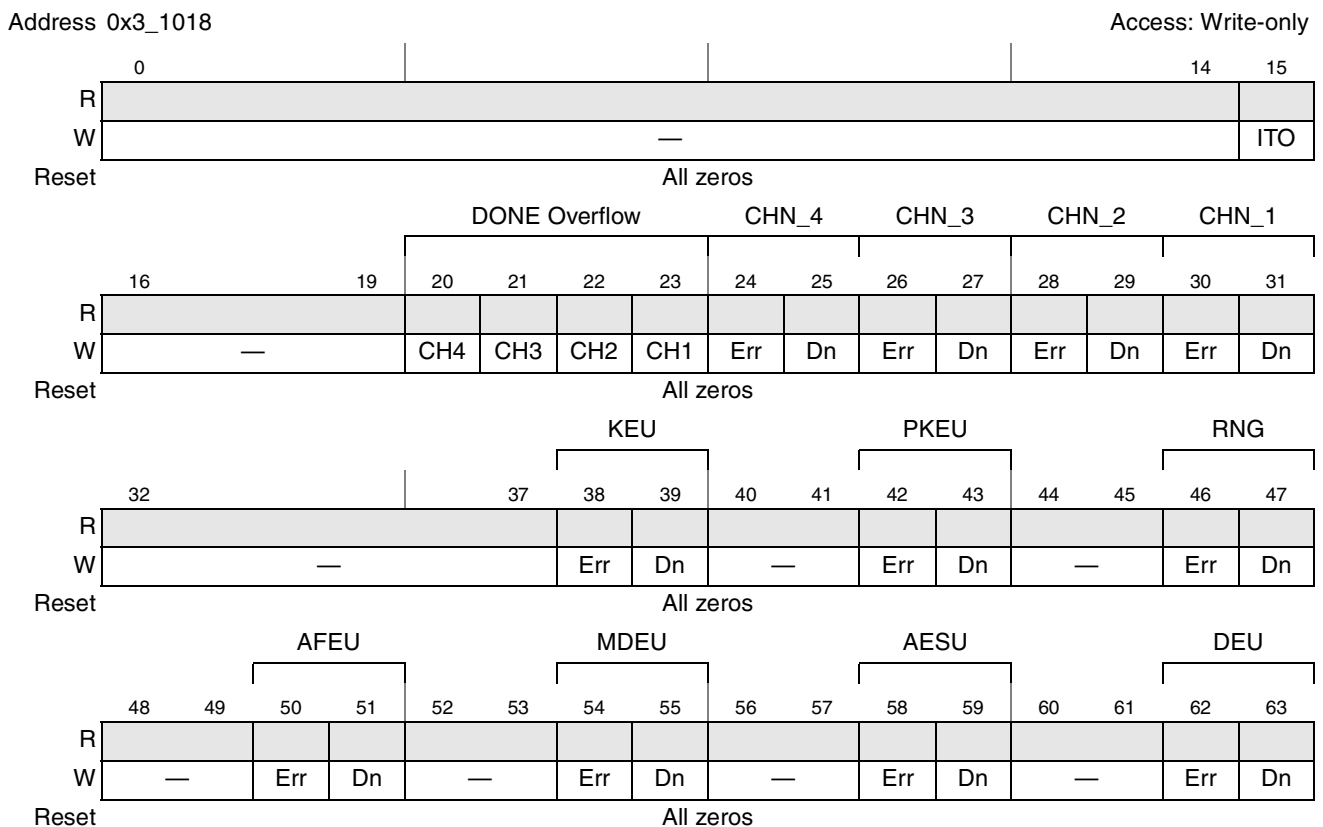 Address 0x3_1018 Access: Write-only
0 14 15
R
W — ITO
Reset All zeros
DONE Overflow CHN_4 CHN_3 CHN_2 CHN_1
16 19 20 21 22 23 24 25 26 27 28 29 30 31
R
W — CH4 CH3 CH2 CH1 Err Dn Err Dn Err Dn Err Dn
Reset All zeros
KEU PKEU RNG
32 37 38 39 40 41 42 43 44 45 46 47
R
W — Err Dn — Err Dn — Err Dn
Reset All zeros
AFEU MDEU AESU DEU
48 49 50 51 52 53 54 55 56 57 58 59 60 61 62 63
R
W — Err Dn — Err Dn — Err Dn — Err Dn
Reset All zeros